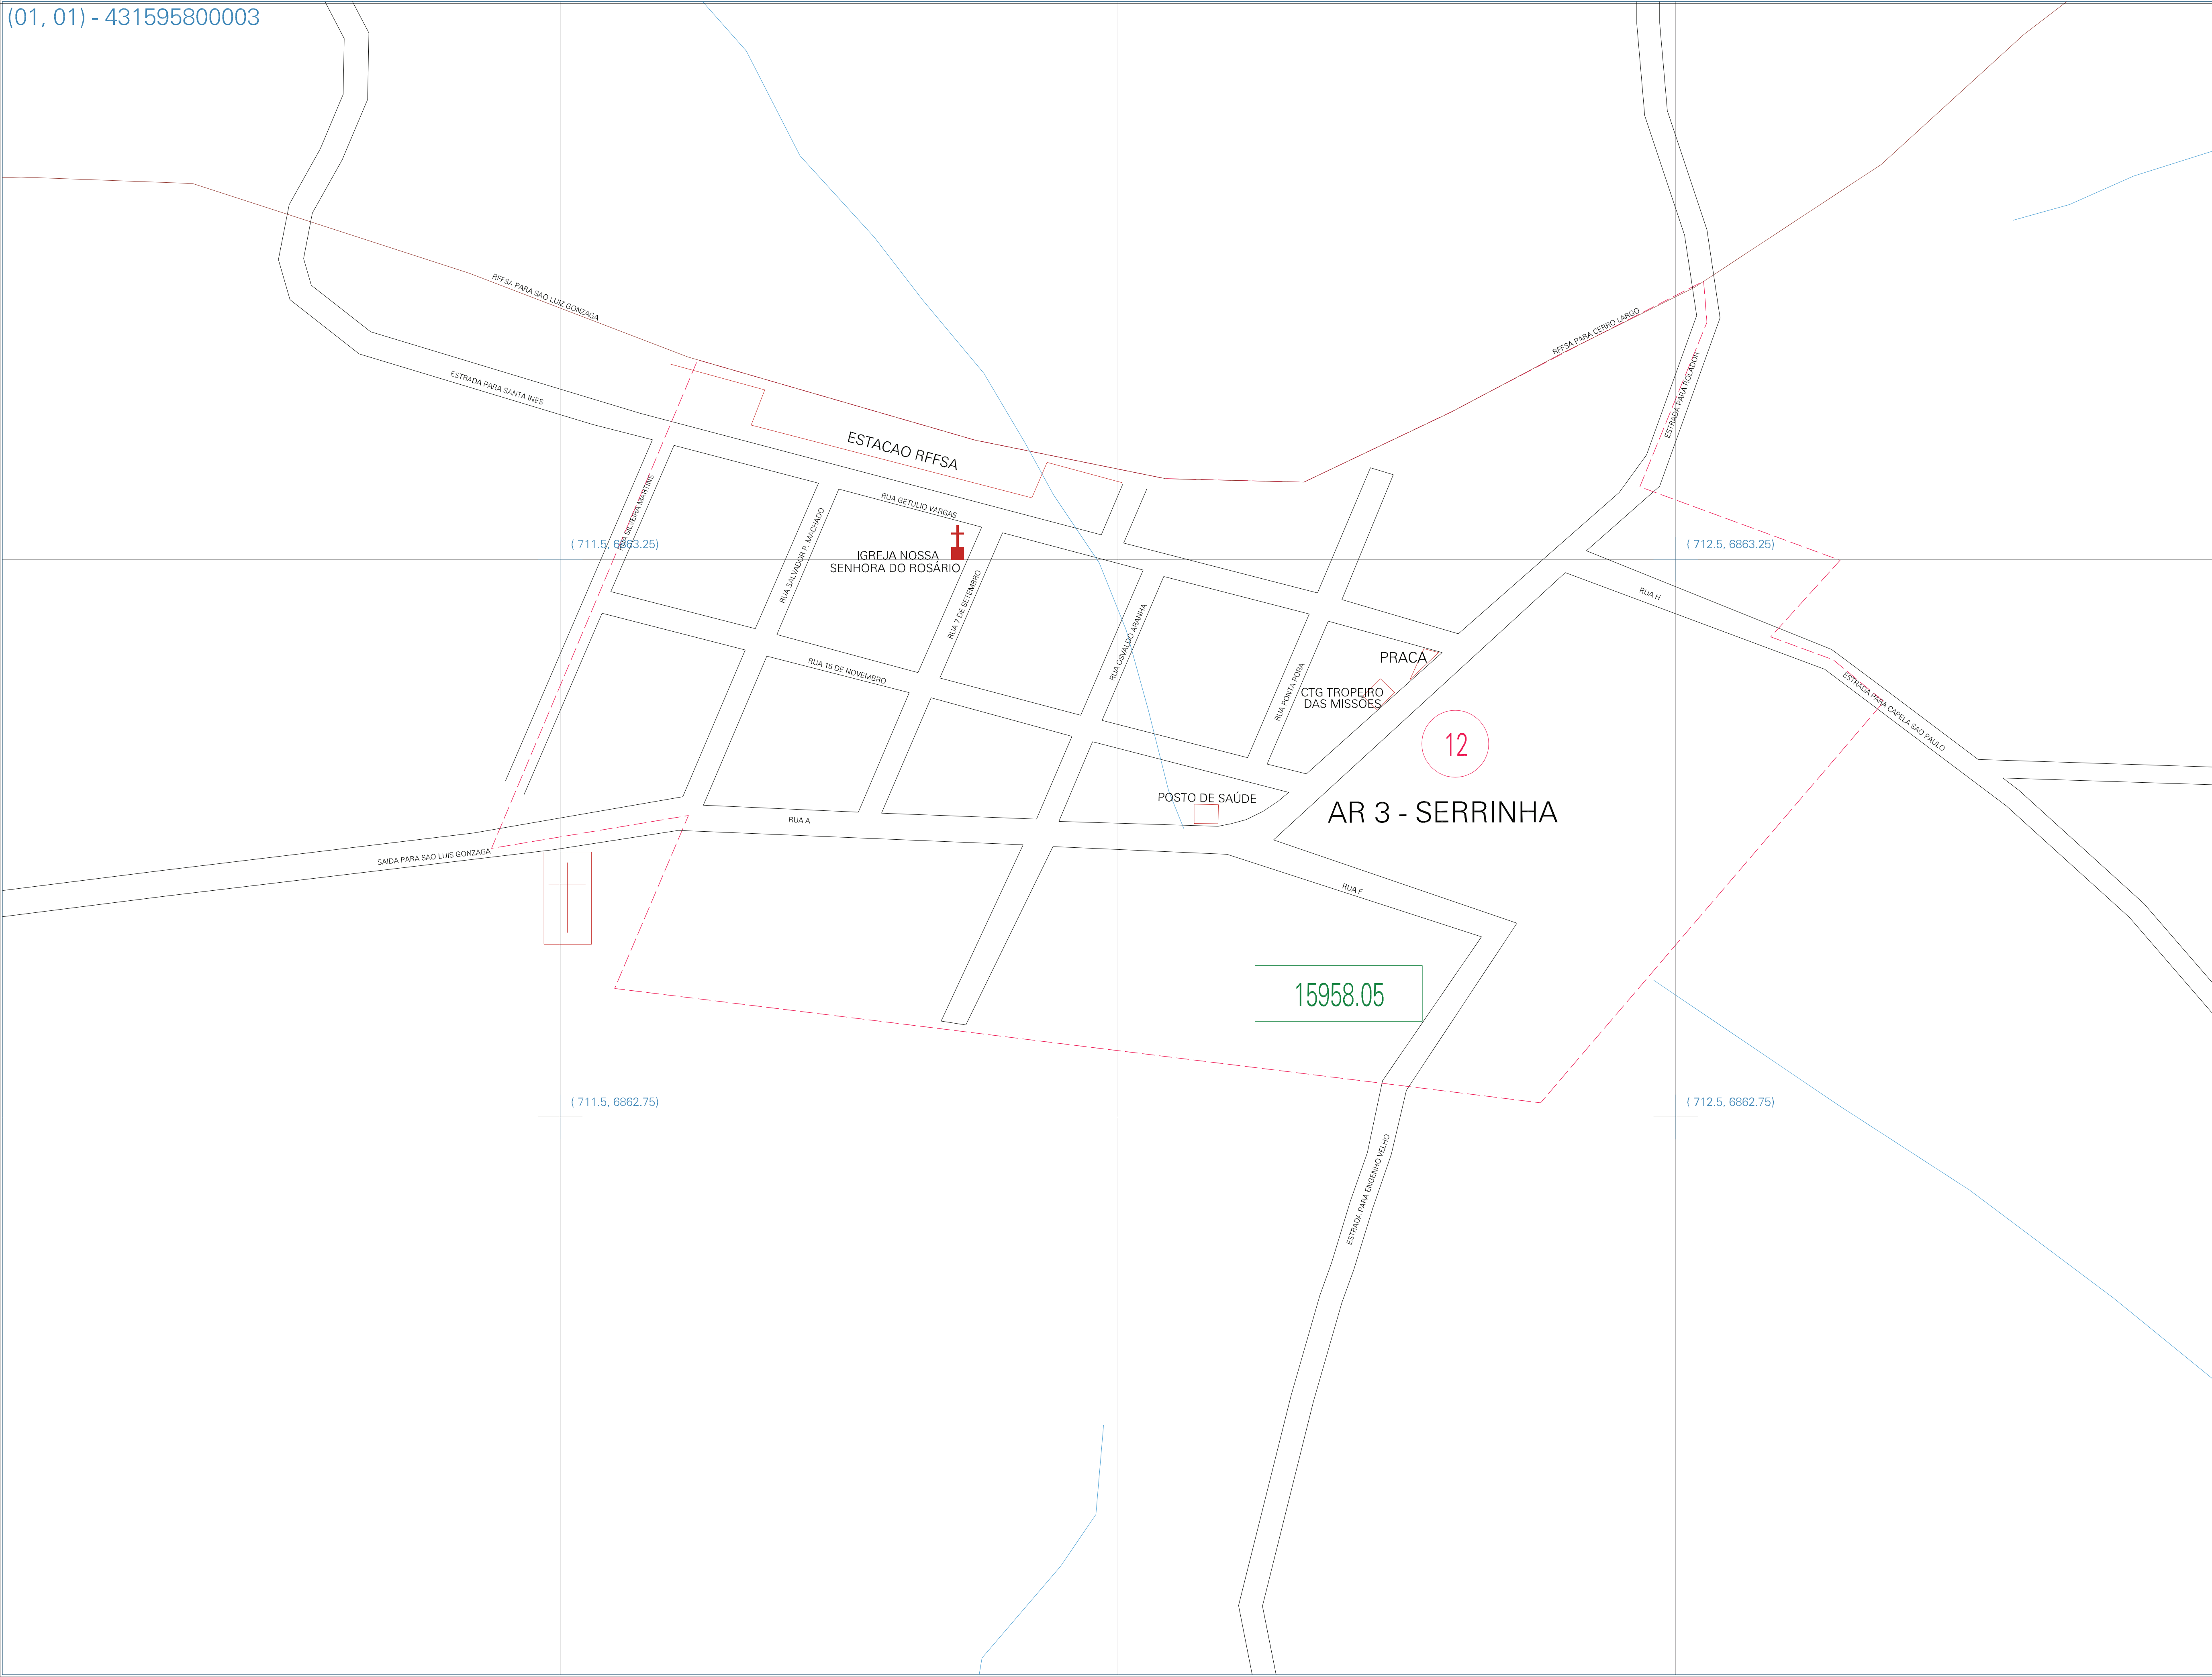 (01, 01) - 431595800003
RFFSA PARA SAO LUIZ GONZAGA
RFFSA PARA CERRO LARGO
ESTRADA PARA SANTA INES
ESTRADA PARA ROLADOR
ESTACAO RFFSA
RUA GETULIO VARGAS
RUA SILVEIRA MARTINS
RUA SALVADOR P. MACHADO
( 711.5, 6863.25)
( 712.5, 6863.25)
IGREJA NOSSA
SENHORA DO ROSÁRIO
RUA 7 DE SETEMBRO
RUA OSVALDO ARANHA
RUA H
RUA 15 DE NOVEMBRO
PRACA
RUA PONTA PORA
CTG TROPEIRO
DAS MISSÕES
ESTRADA PARA CAPELA SAO PAULO
12
POSTO DE SAÚDE
AR 3 - SERRINHA
RUA A
SAIDA PARA SAO LUIS GONZAGA
RUA F
15958.05
( 711.5, 6862.75)
( 712.5, 6862.75)
ESTRADA PARA ENGENHO VELHO